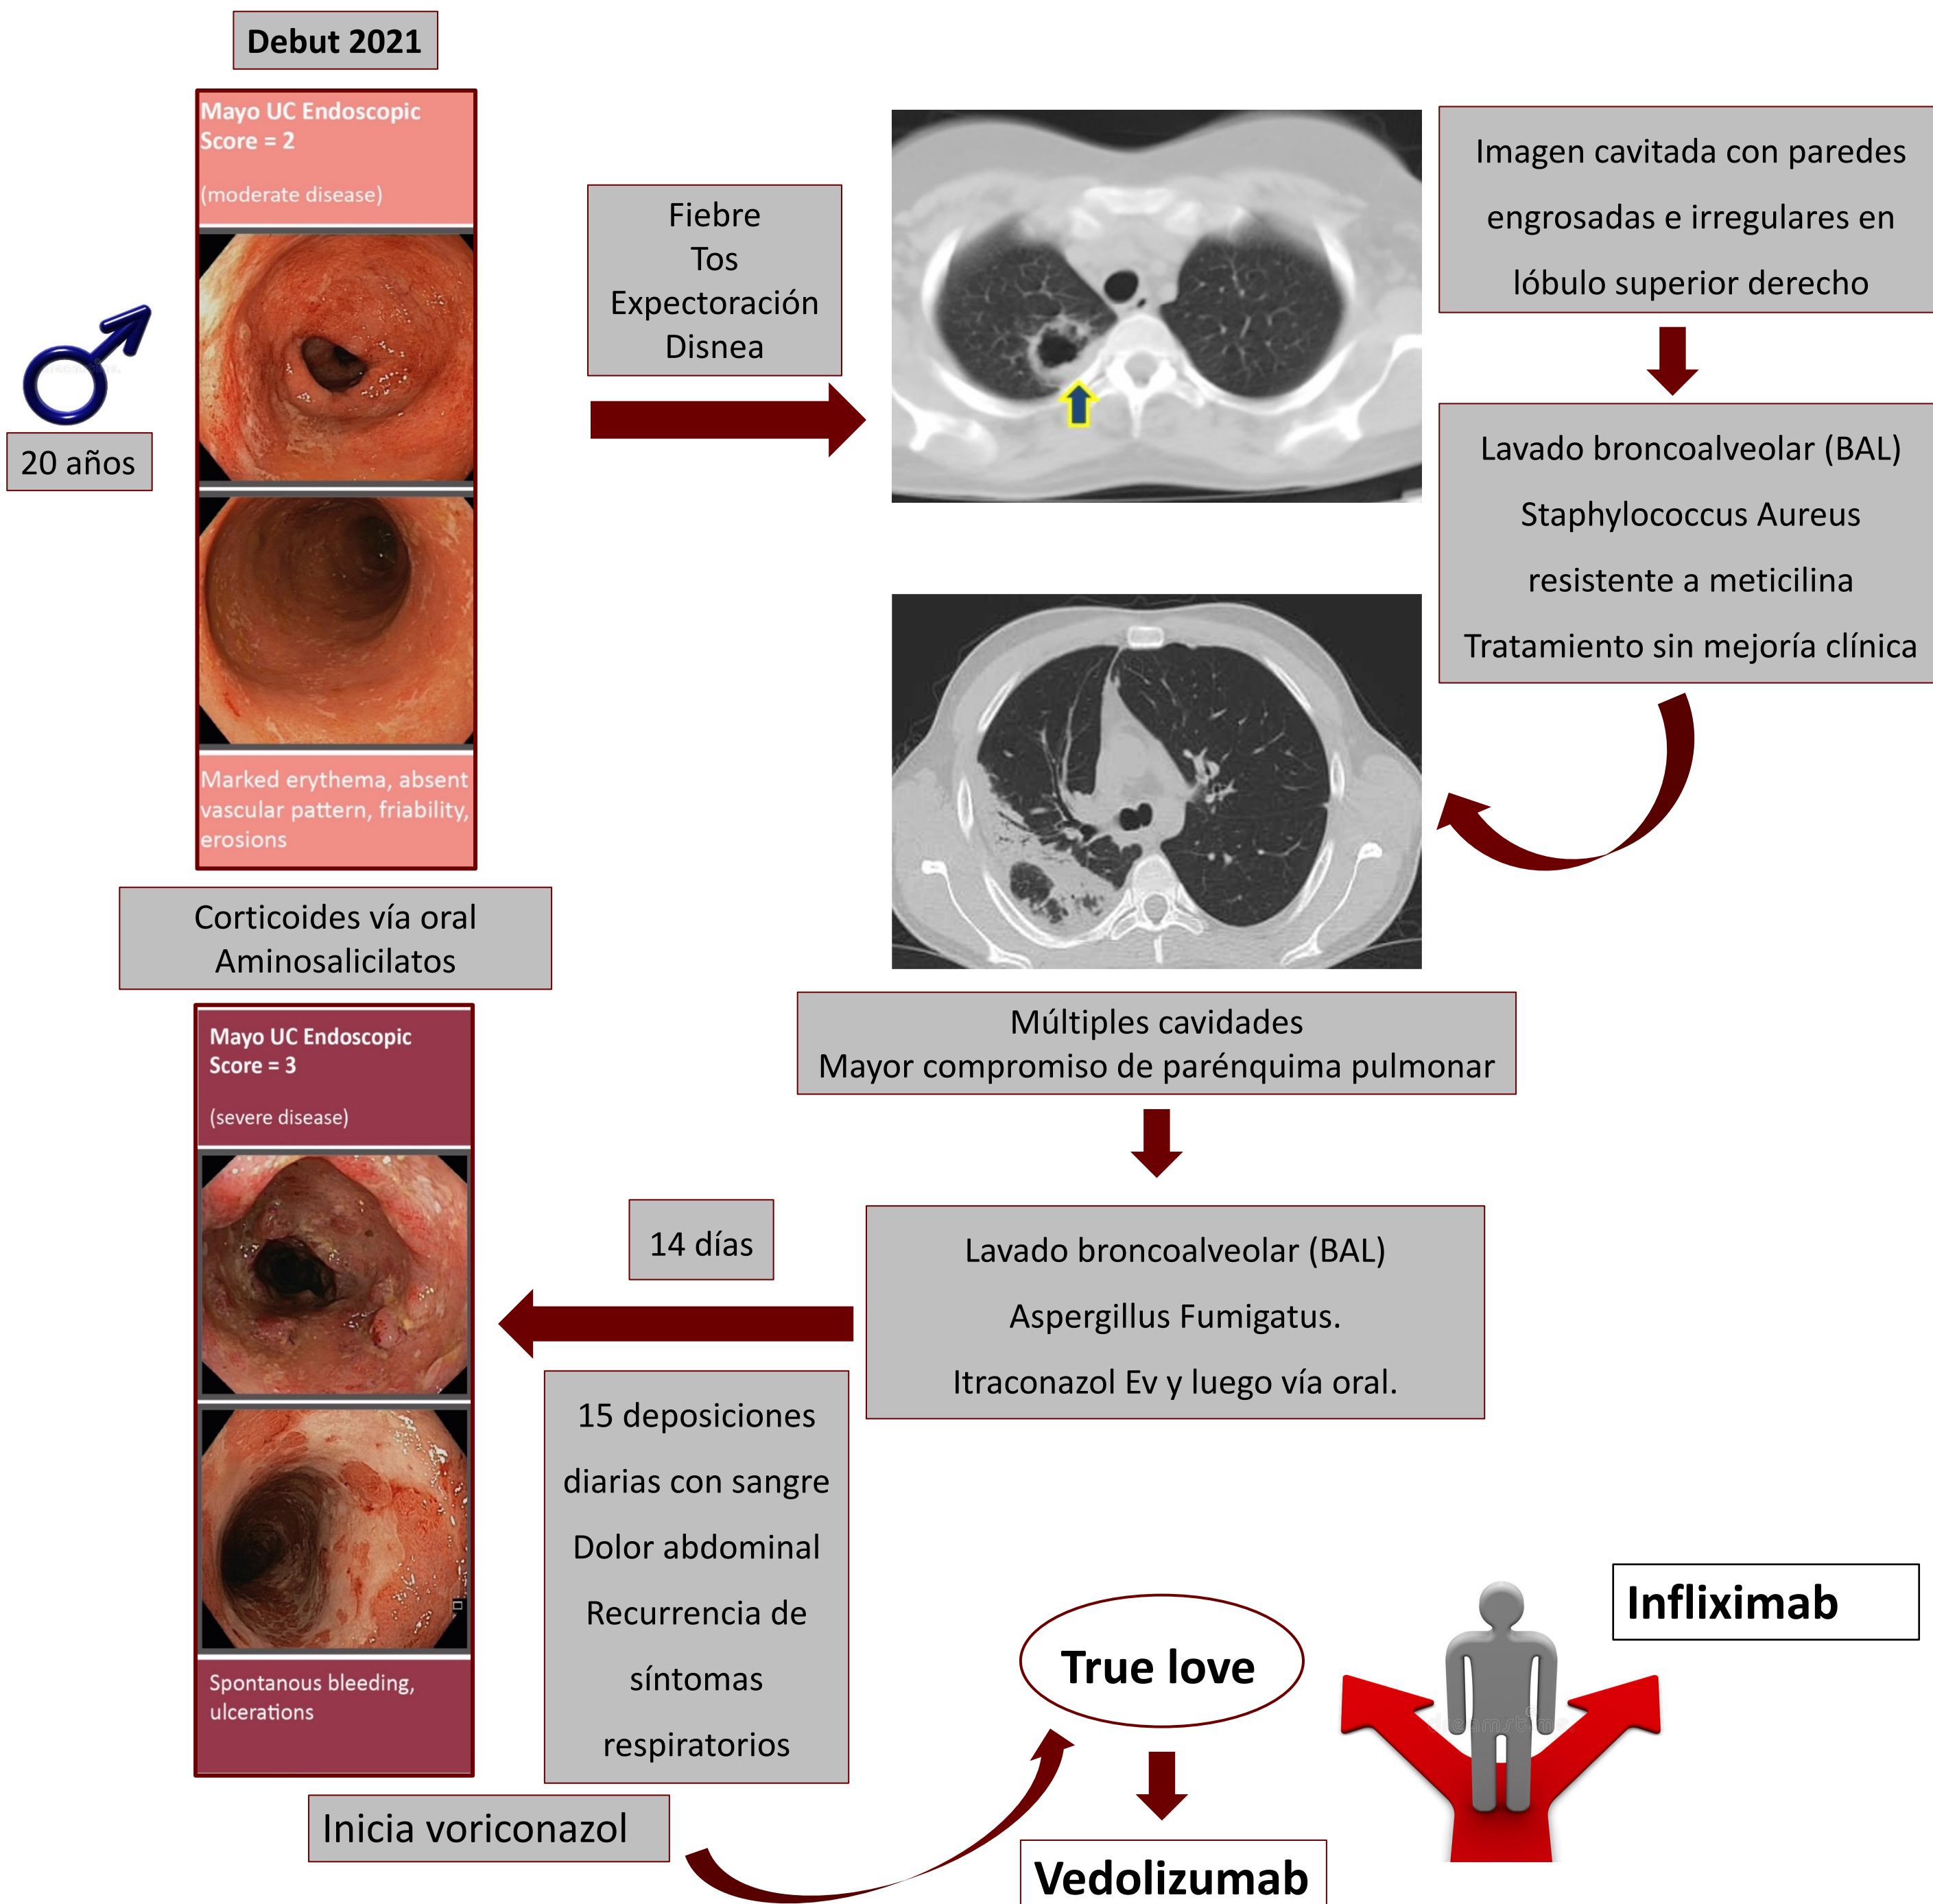 Debut 2021
Mayo UC Endoscopic
Score = 2
(moderate disease)
20 años
Marked erythema, absent
vascular pattern, friability,
erosions
Corticoides vía oral
Aminosalicilatos
Fiebre
Tos
Expectoración
Disnea
Imagen cavitada con paredes
engrosadas e irregulares en
lóbulo superior derecho
Lavado broncoalveolar (BAL)
Staphylococcus Aureus
resistente a meticilina
Tratamiento sin mejoría clínica
Múltiples cavidades
Mayor compromiso de parénquima pulmonar
Lavado broncoalveolar (BAL)
Aspergillus Fumigatus.
Itraconazol Ev y luego vía oral.
14 días
15 deposiciones
diarias con sangre
Dolor abdominal
Recurrencia de
síntomas
respiratorios
Mayo UC Endoscopic
Score = 3
(severe disease)
Spontanous bleeding,
ulcerations
Inicia voriconazol
True love
Vedolizumab
Infliximab